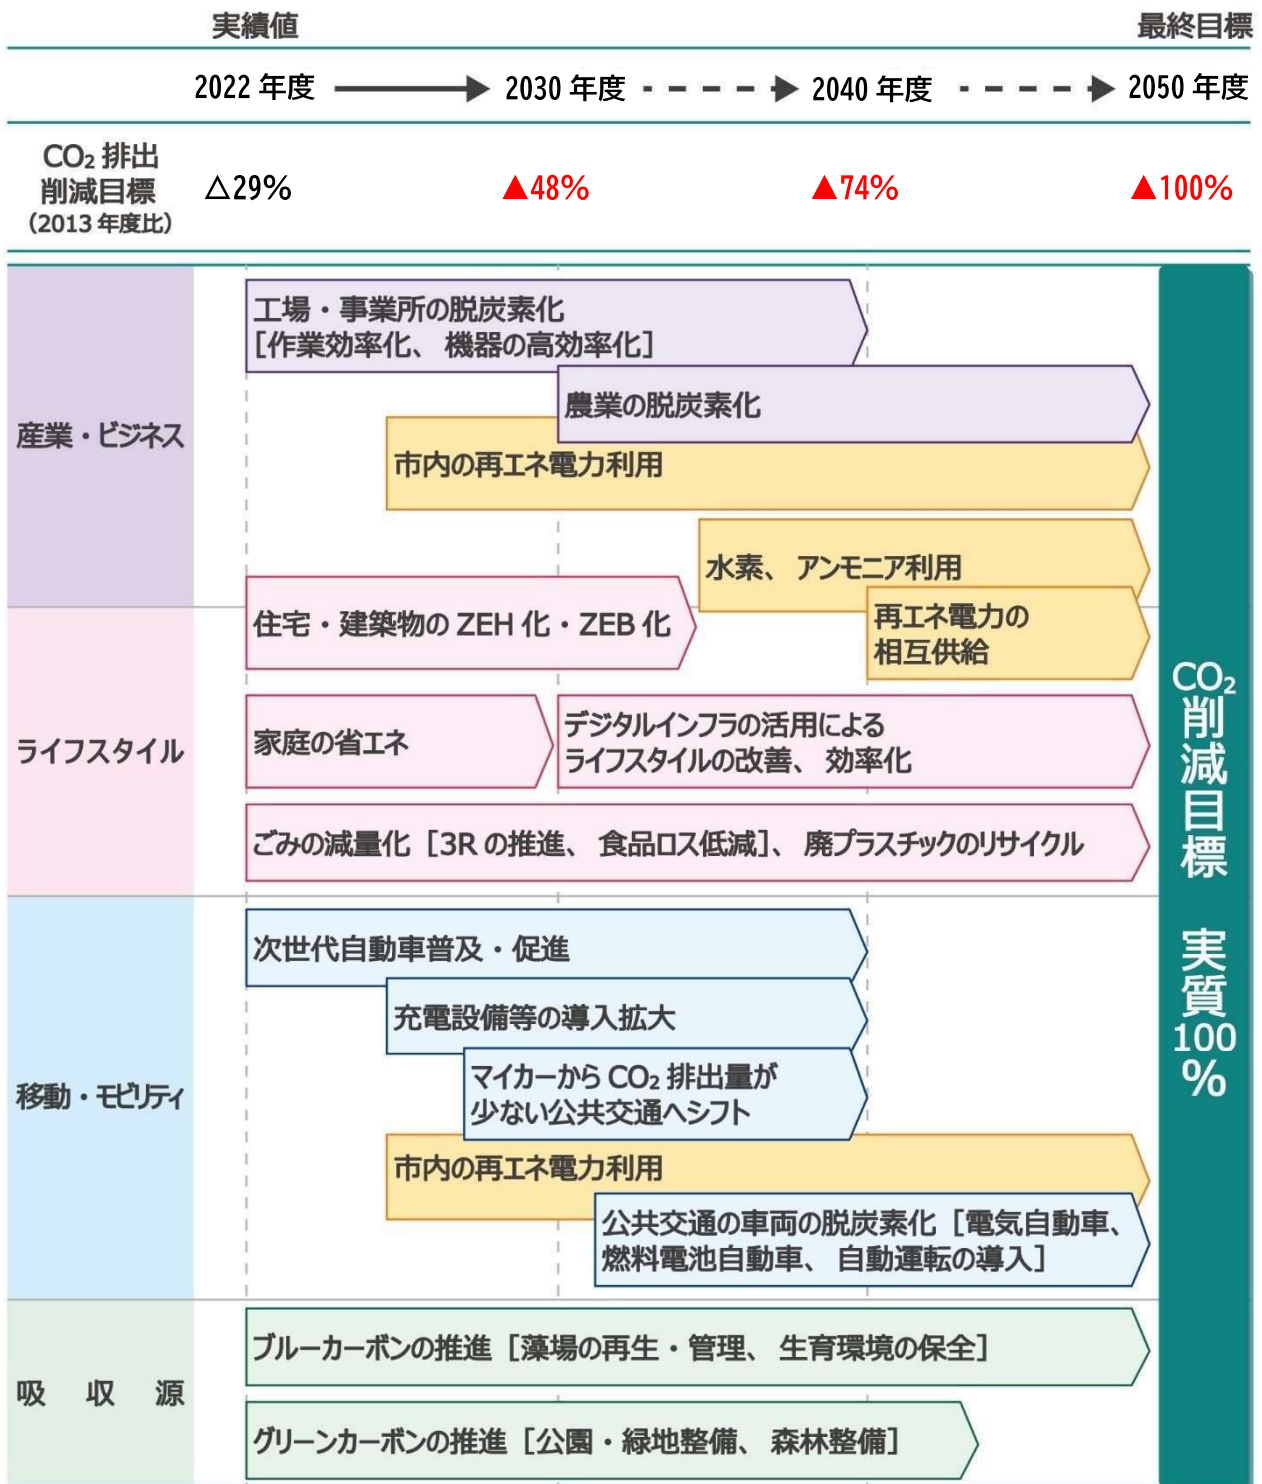 実績値
最終目標
2022 年度
2030 年度
2040 年度
2050 年度
CO₂ 排出
削減目標
（2013 年度比）
△29%
▲48%
▲74%
▲100%
産業・ビジネス
工場・事業所の脱炭素化
［作業効率化、機器の高効率化］
農業の脱炭素化
市内の再エネ電力利用
水素、アンモニア利用
再エネ電力の
相互供給
ライフスタイル
住宅・建築物の ZEH 化・ZEB 化
家庭の省エネ
デジタルインフラの活用による
ライフスタイルの改善、効率化
ごみの減量化［3R の推進、食品ロス低減］、廃プラスチックのリサイクル
移動・モビリティ
次世代自動車普及・促進
充電設備等の導入拡大
マイカーから CO₂ 排出量が
少ない公共交通へシフト
市内の再エネ電力利用
公共交通の車両の脱炭素化［電気自動車、
燃料電池自動車、自動運転の導入］
吸収源
ブルーカーボンの推進［藻場の再生・管理、生育環境の保全］
グリーンカーボンの推進［公園・緑地整備、森林整備］
CO₂削減目標　実質100%